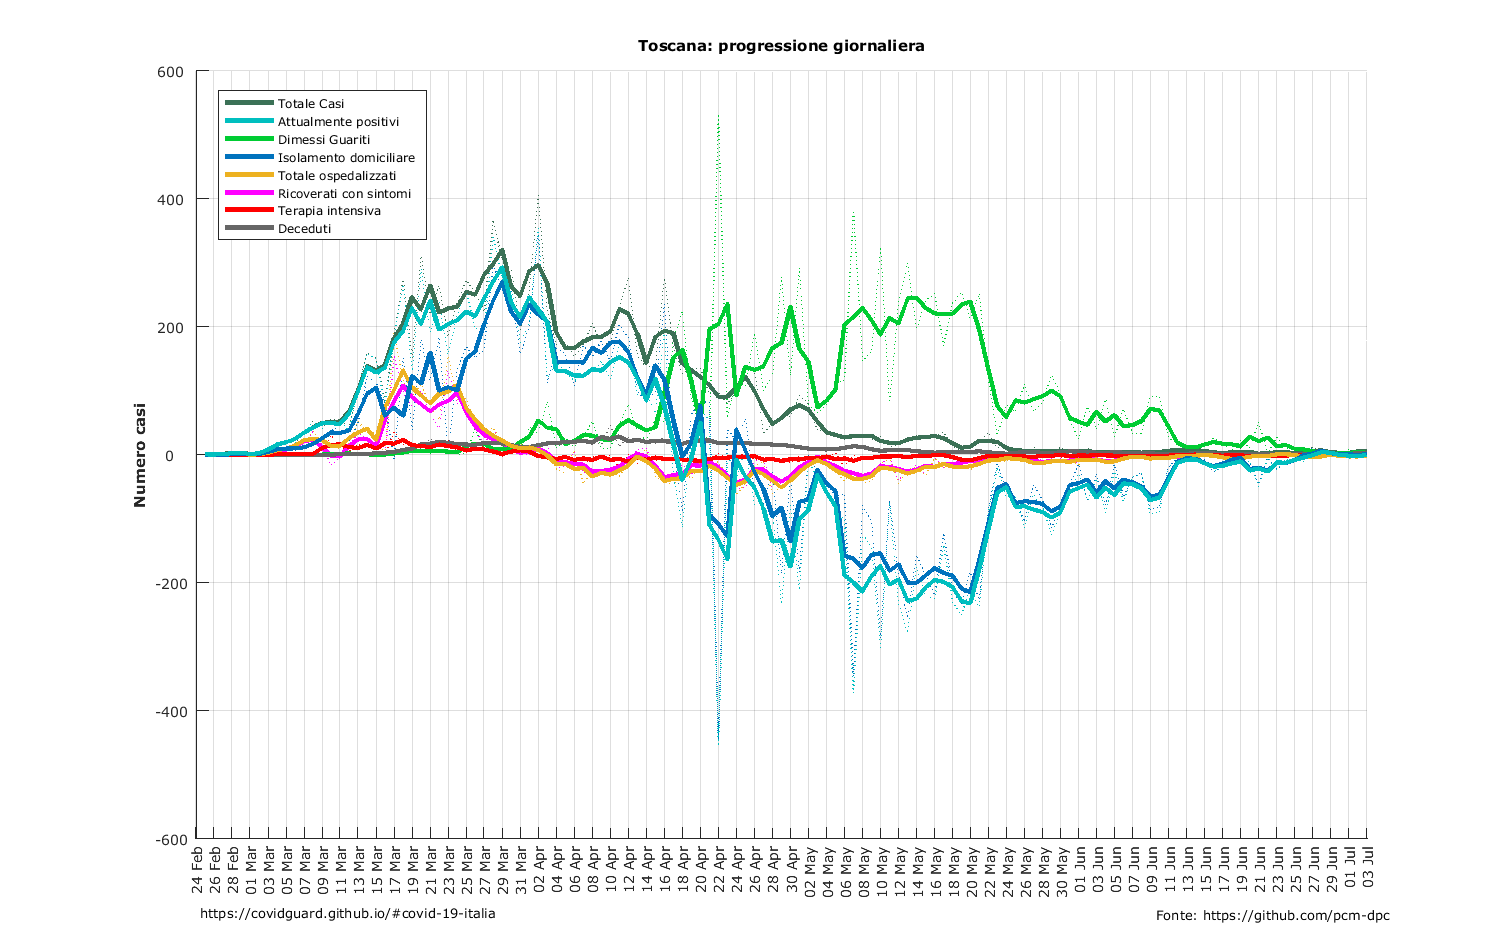 Toscana: progressione giornaliera
600
400
200
0
-200
-400
-600
Numero casi
Totale Casi
Attualmente positivi
Dimessi Guariti
Isolamento domiciliare
Totale ospedalizzati
Ricoverati con sintomi
Terapia intensiva
Deceduti
24 Feb
26 Feb
28 Feb
01 Mar
03 Mar
05 Mar
07 Mar
09 Mar
11 Mar
13 Mar
15 Mar
17 Mar
19 Mar
21 Mar
23 Mar
25 Mar
27 Mar
29 Mar
31 Mar
02 Apr
04 Apr
06 Apr
08 Apr
10 Apr
12 Apr
14 Apr
16 Apr
18 Apr
20 Apr
22 Apr
24 Apr
26 Apr
28 Apr
30 Apr
02 May
04 May
06 May
08 May
10 May
12 May
14 May
16 May
18 May
20 May
22 May
24 May
26 May
28 May
30 May
01 Jun
03 Jun
05 Jun
07 Jun
09 Jun
11 Jun
13 Jun
15 Jun
17 Jun
19 Jun
21 Jun
23 Jun
25 Jun
27 Jun
29 Jun
01 Jul
03 Jul
https://covidguard.github.io/#covid-19-italia
Fonte: https://github.com/pcm-dpc